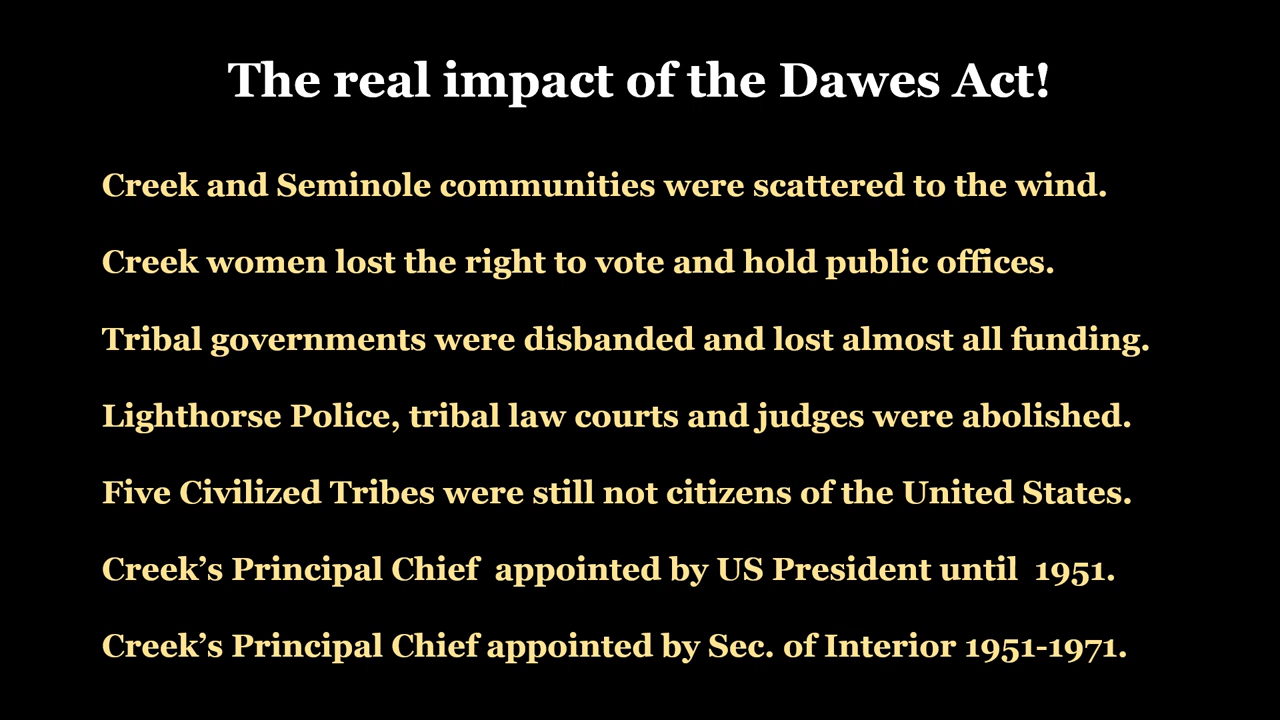 The real impact of the Dawes Act!
Creek and Seminole communities were scattered to the wind.
Creek women lost the right to vote and hold public offices.
Tribal governments were disbanded and lost almost all funding.
Lighthorse Police, tribal law courts and judges were abolished.
Five Civilized Tribes were still not citizens of the United States.
Creek’s Principal Chief  appointed by US President until  1951.
Creek’s Principal Chief appointed by Sec. of Interior 1951-1971.